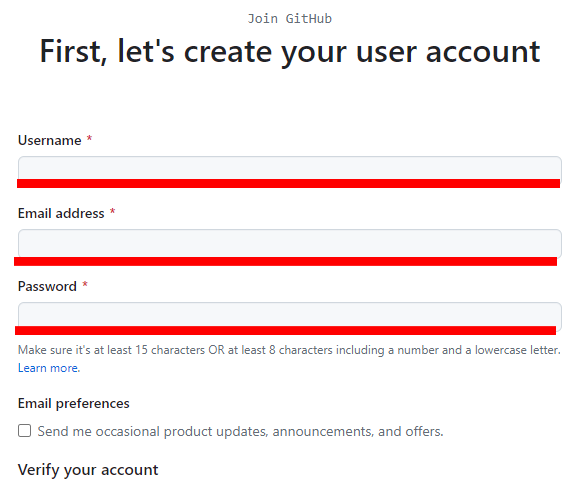 Join GitHub
First, let's create your user account
Username *
Email address *
Password *
Make sure it's at least 15 characters OR at least 8 characters including a number and a lowercase letter.
Learn more.
Email preferences
Send me occasional product updates, announcements, and offers.
Verify your account